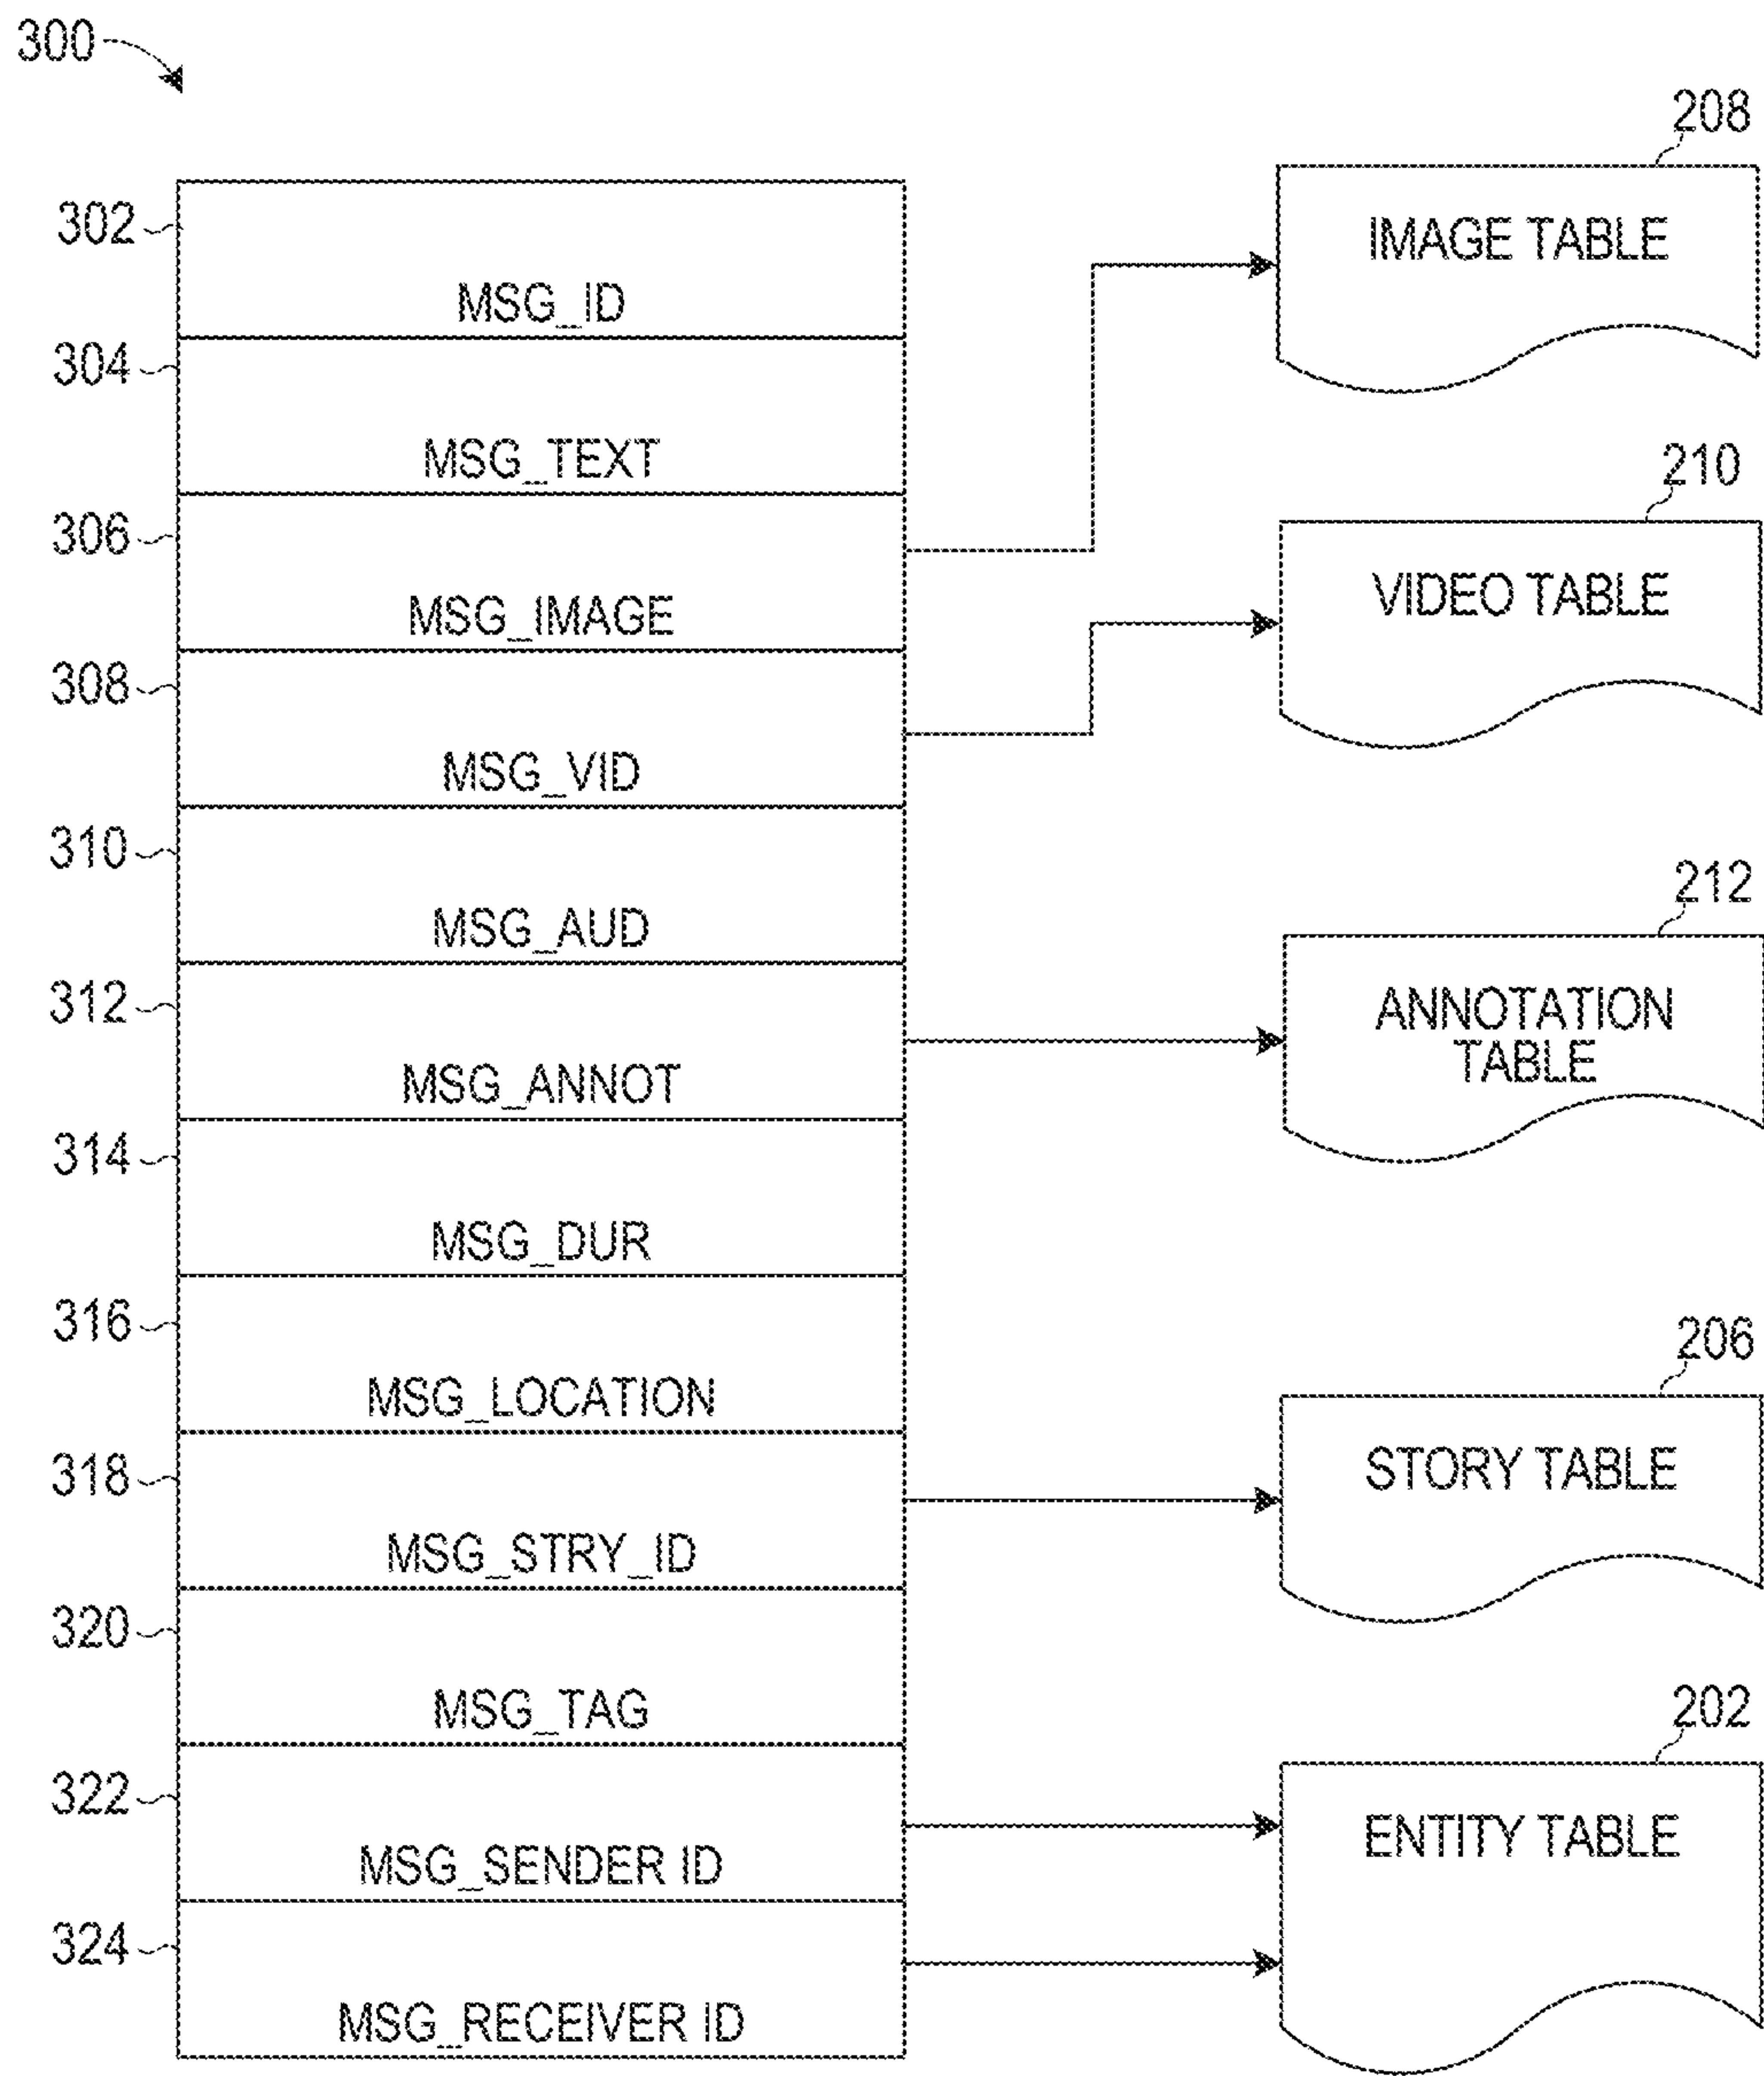 300
208
302
IMAGE TABLE
MSG_ID
304
MSG_TEXT
210
306
VIDEO TABLE
MSG_IMAGE
308
MSG_VID
310
212
MSG_AUD
312
ANNOTATION
TABLE
MSG_ANNOT
314
MSG_DUR
316
206
MSG_LOCATION
318
STORY TABLE
MSG_STRY_ID
320
202
MSG_TAG
322
ENTITY TABLE
MSG_SENDER ID
324
MSG_RECEIVER ID